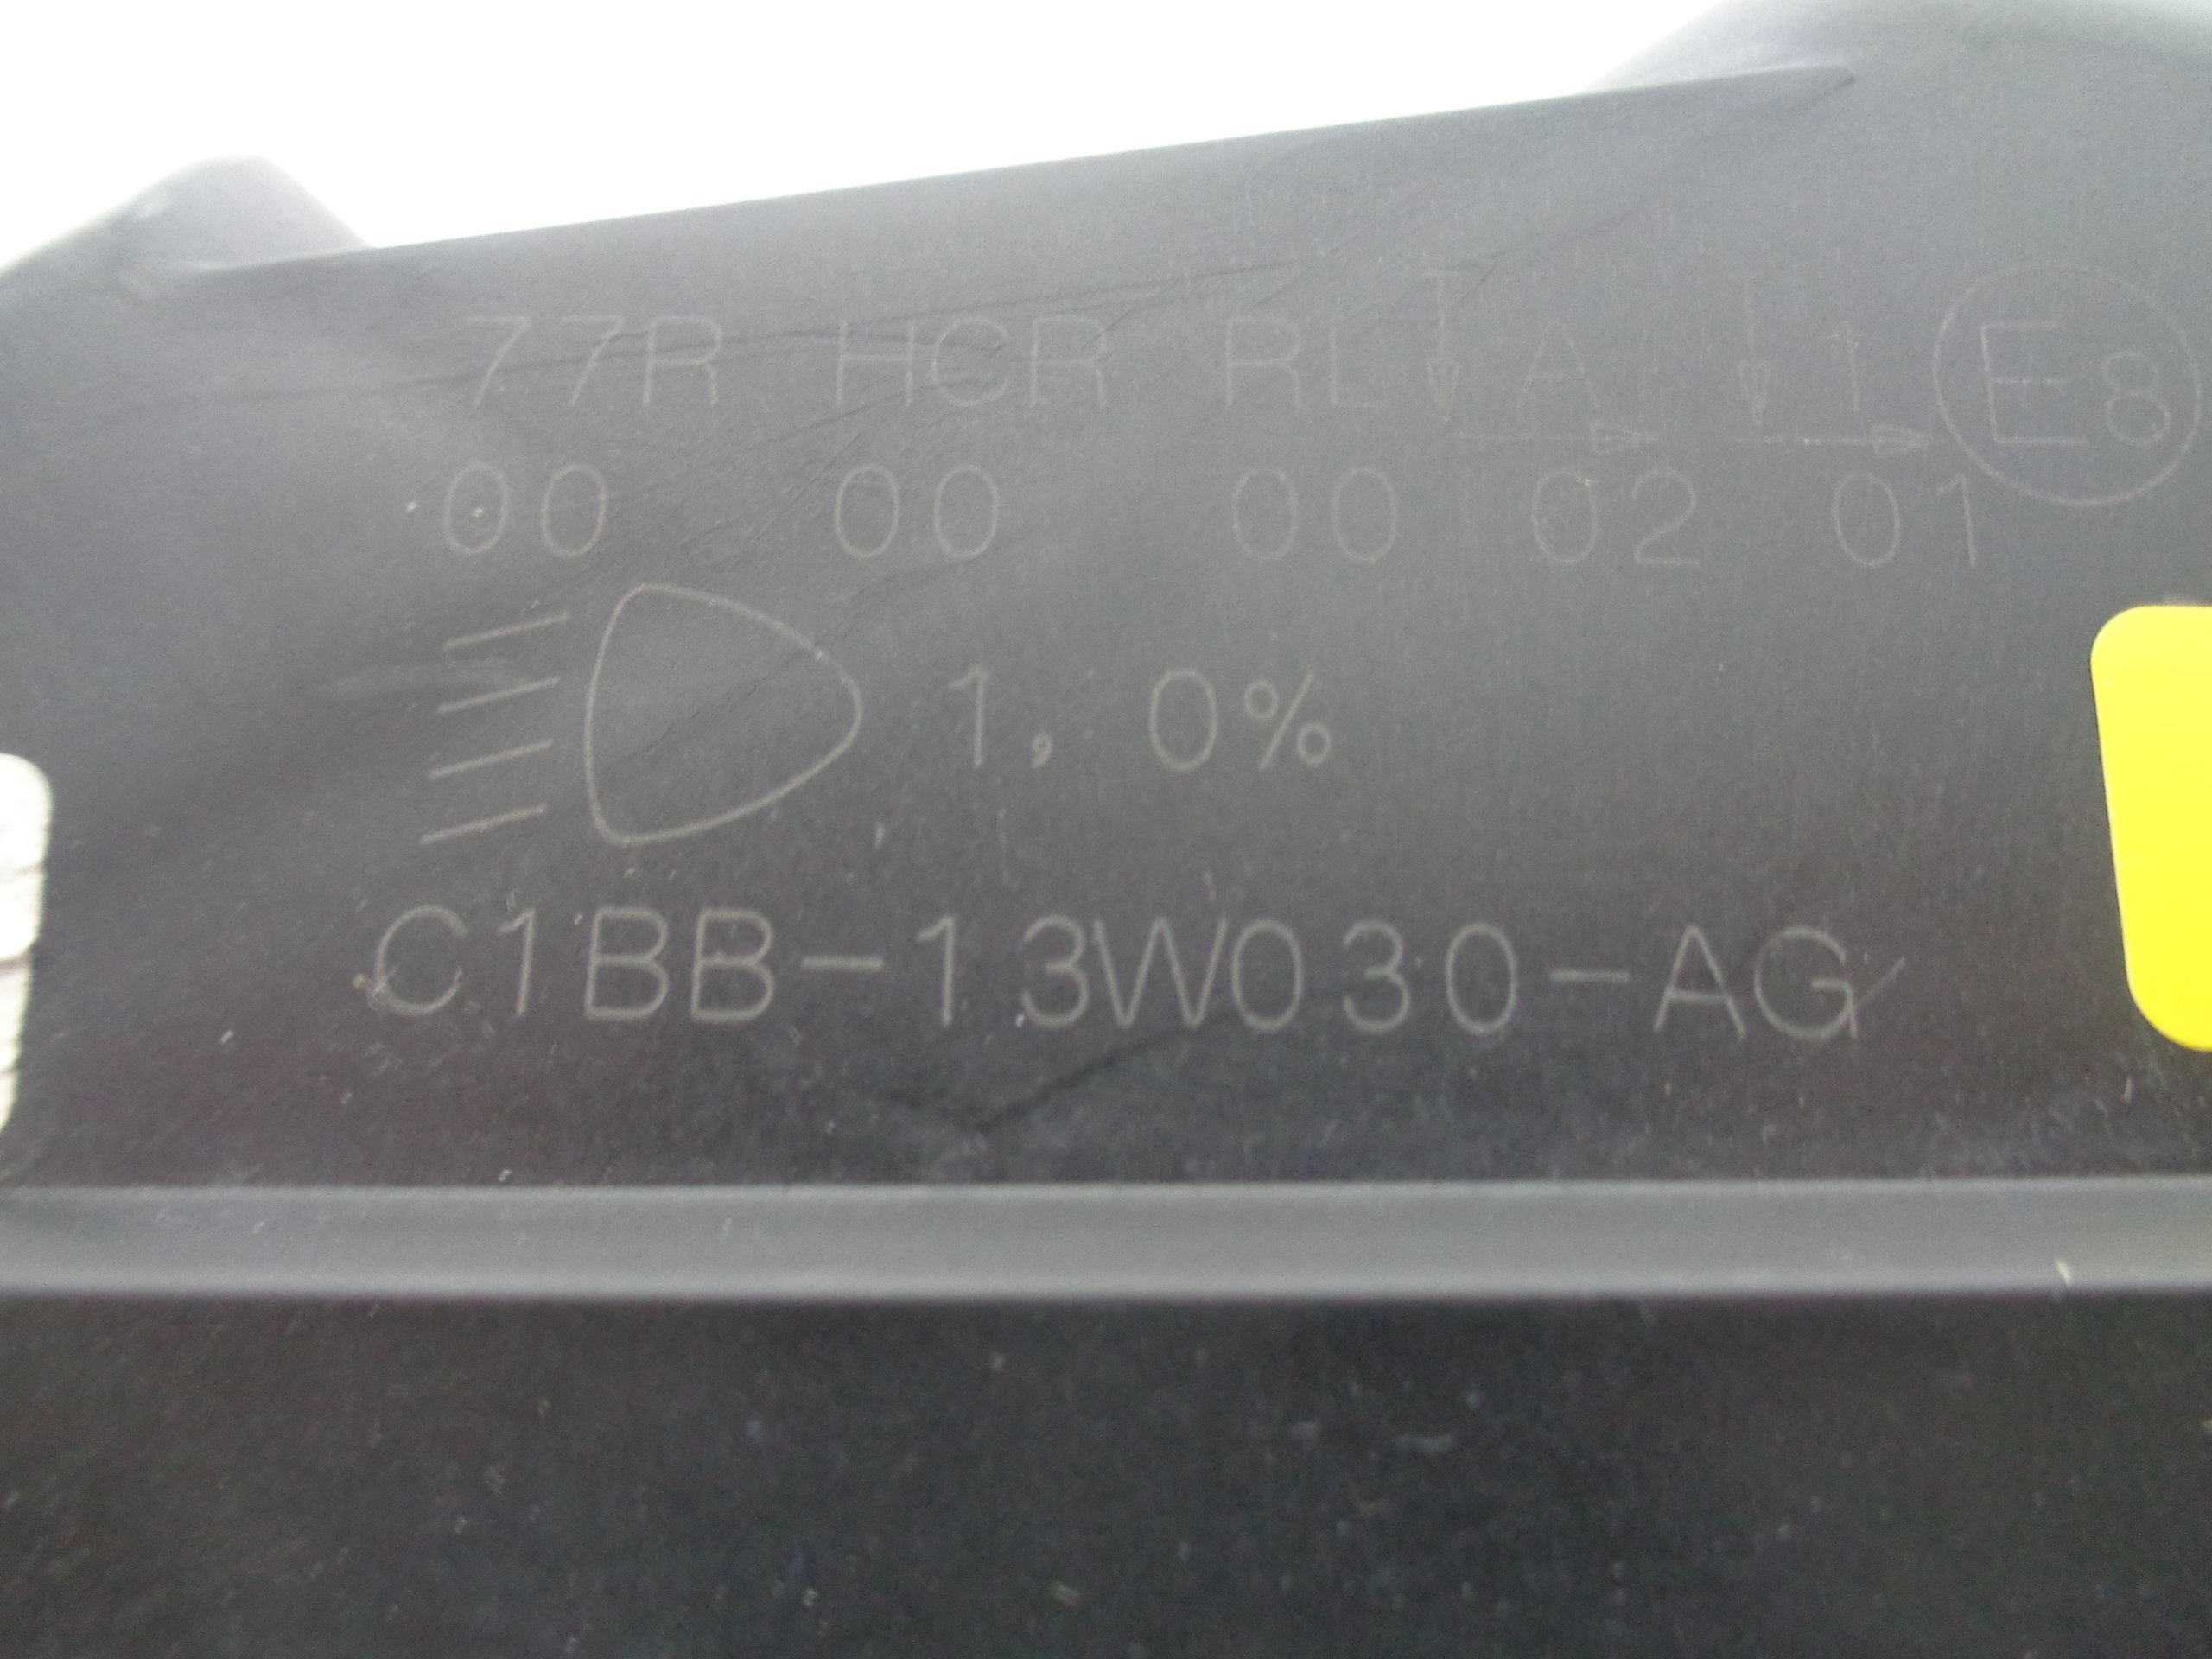 77R HCR RL A 1 E8
00 00 00 02 01
1, 0%
C1BB-13W030-AG